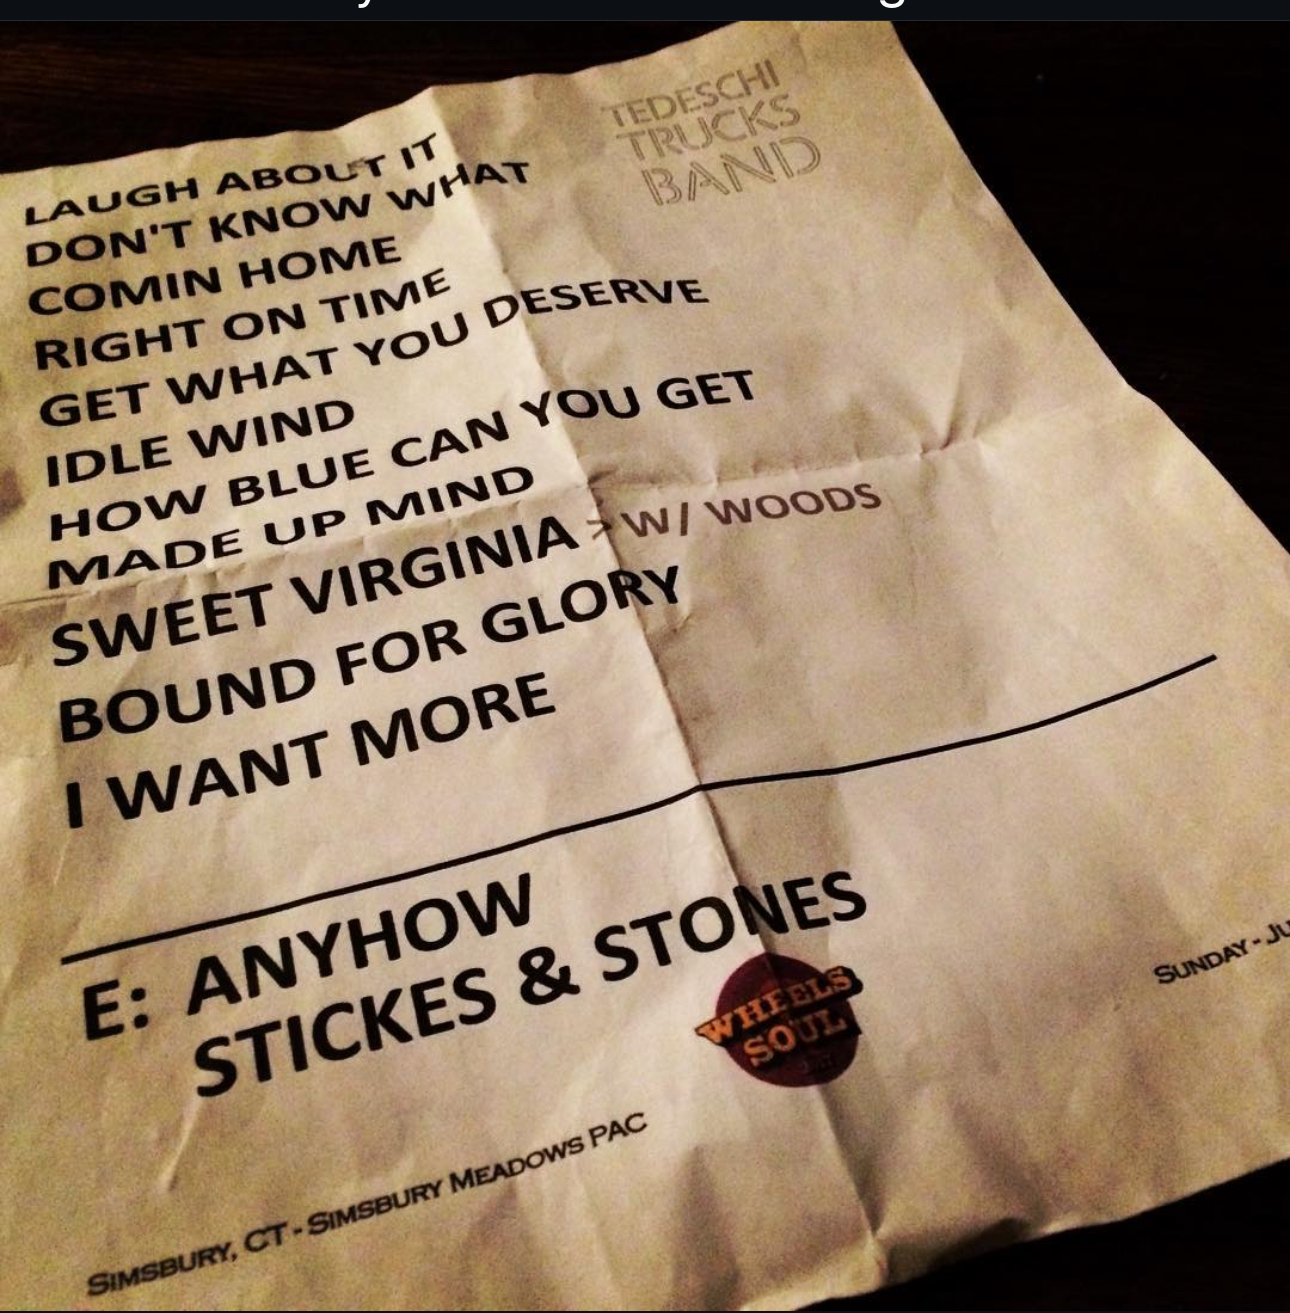 TEDESCHI
TRUCKS
BAND
LAUGH ABOUT IT
DON'T KNOW WHAT
COMIN HOME
RIGHT ON TIME
GET WHAT YOU DESERVE
IDLE WIND
HOW BLUE CAN YOU GET
MADE UP MIND
SWEET VIRGINIA > W/ WOODS
BOUND FOR GLORY
I WANT MORE
E: ANYHOW
STICKES & STONES
WHEELS
SOUL
SUNDAY - JU
SIMSBURY, CT - SIMSBURY MEADOWS PAC